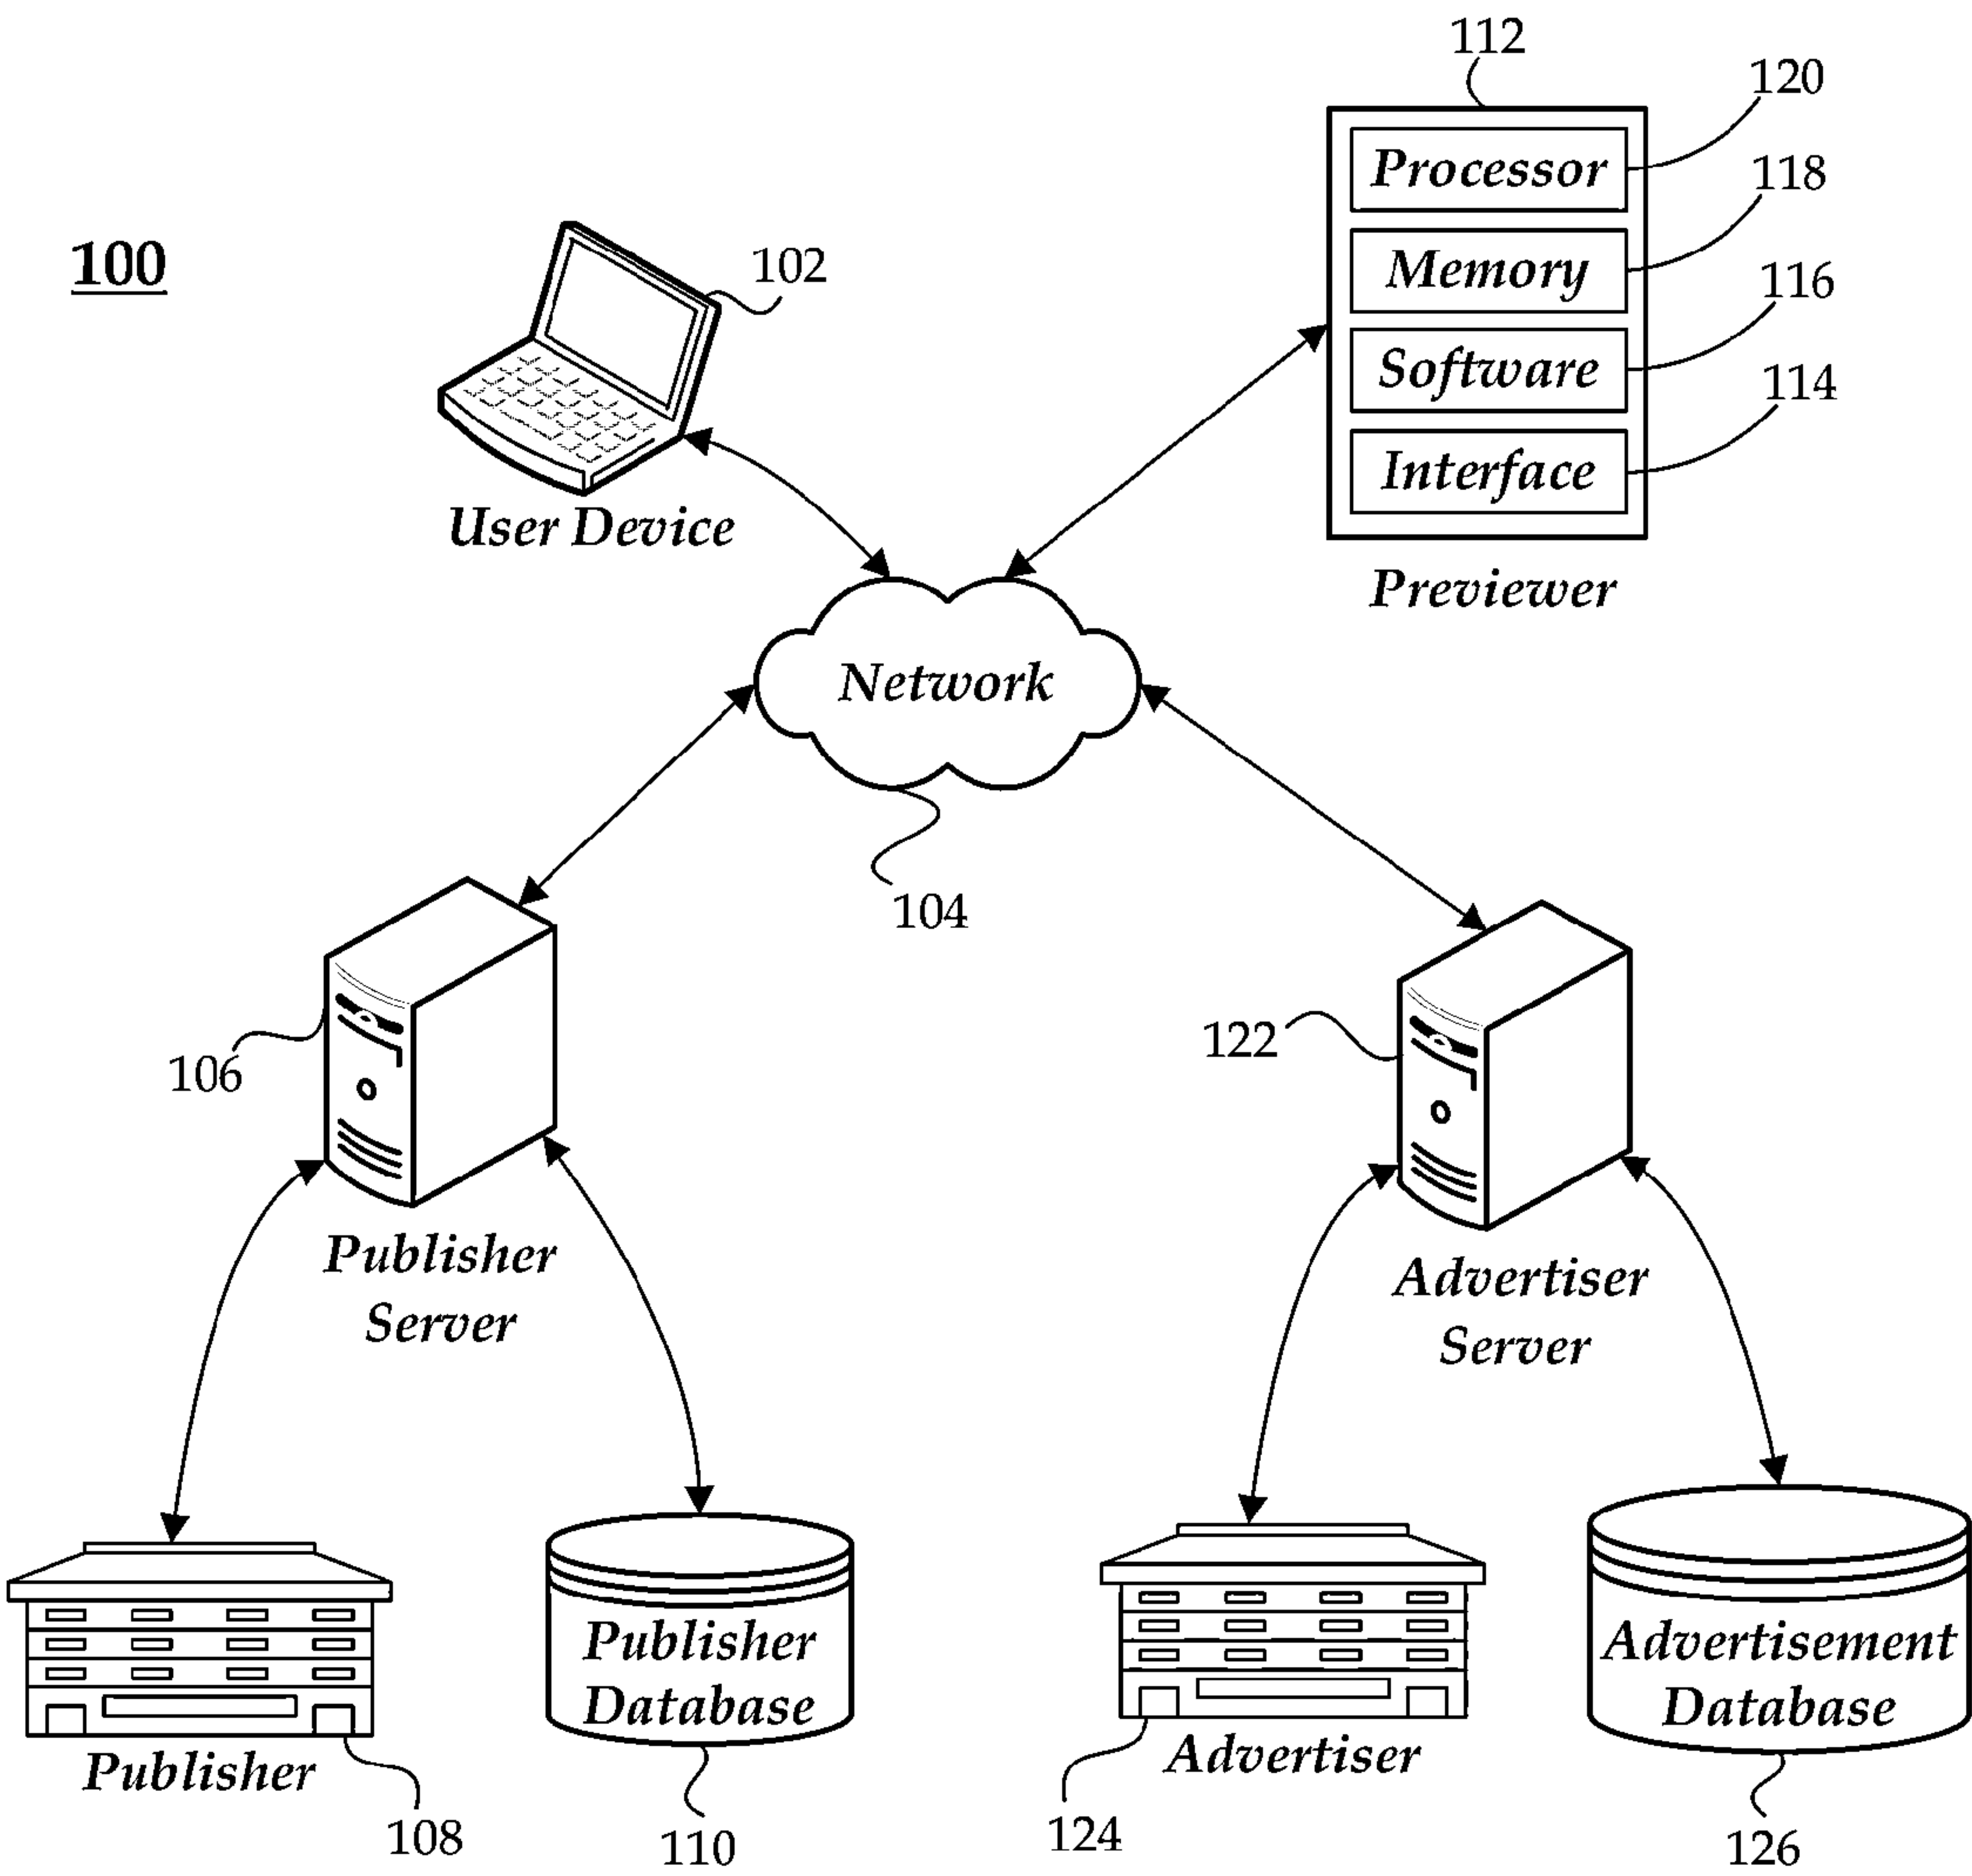 112
120
Processor
118
Memory
100
102
116
Software
114
Interface
User Device
Previewer
Network
104
106
122
Publisher
Server
Advertiser
Server
Publisher
Database
Advertisement
Database
Publisher
Advertiser
108
110
124
126